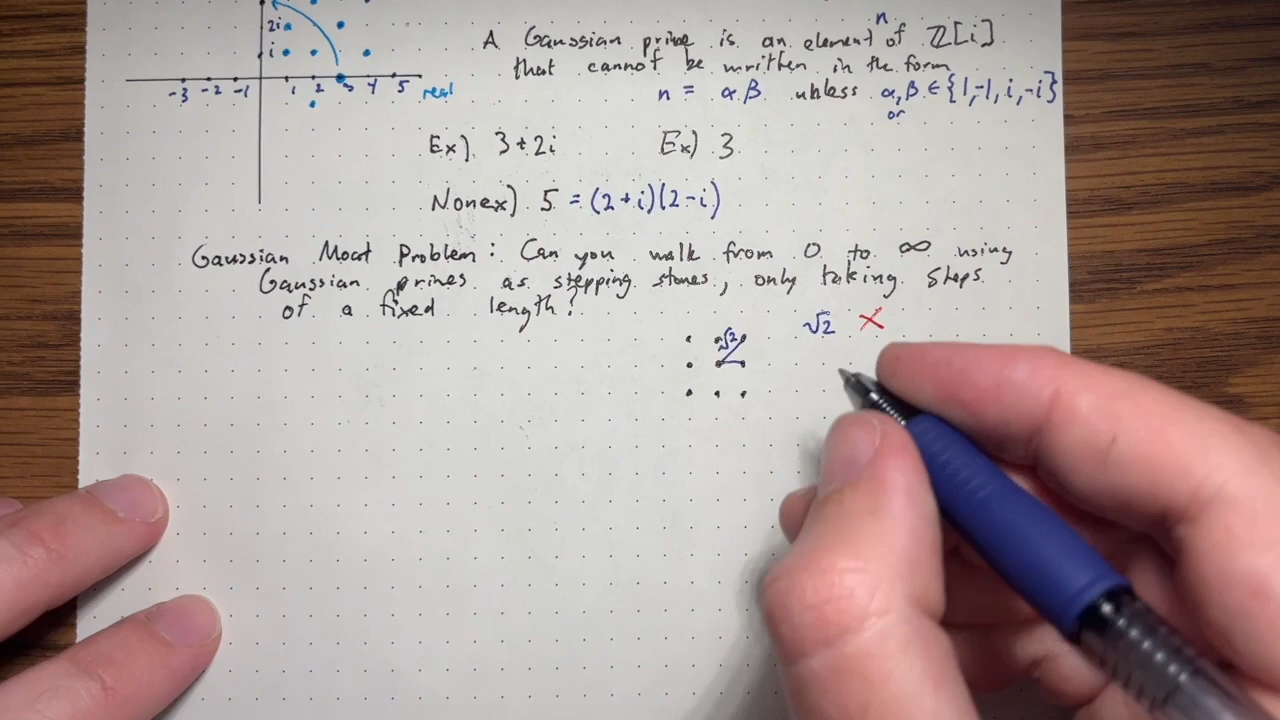 2i
i
-3 -2 -1 1 2 3 4 5 real
A Gaussian prime is an element n of ℤ[i]
that cannot be written in the form
n = αβ unless α, β ∈ {1,-1, i, -i}
or
Ex). 3+2i Ex) 3
Nonex) 5 = (2+i)(2-i)
Gaussian Moat Problem: Can you walk from 0 to ∞ using
Gaussian primes as stepping stones, only taking steps
of a fixed length?
√2 √2 ×